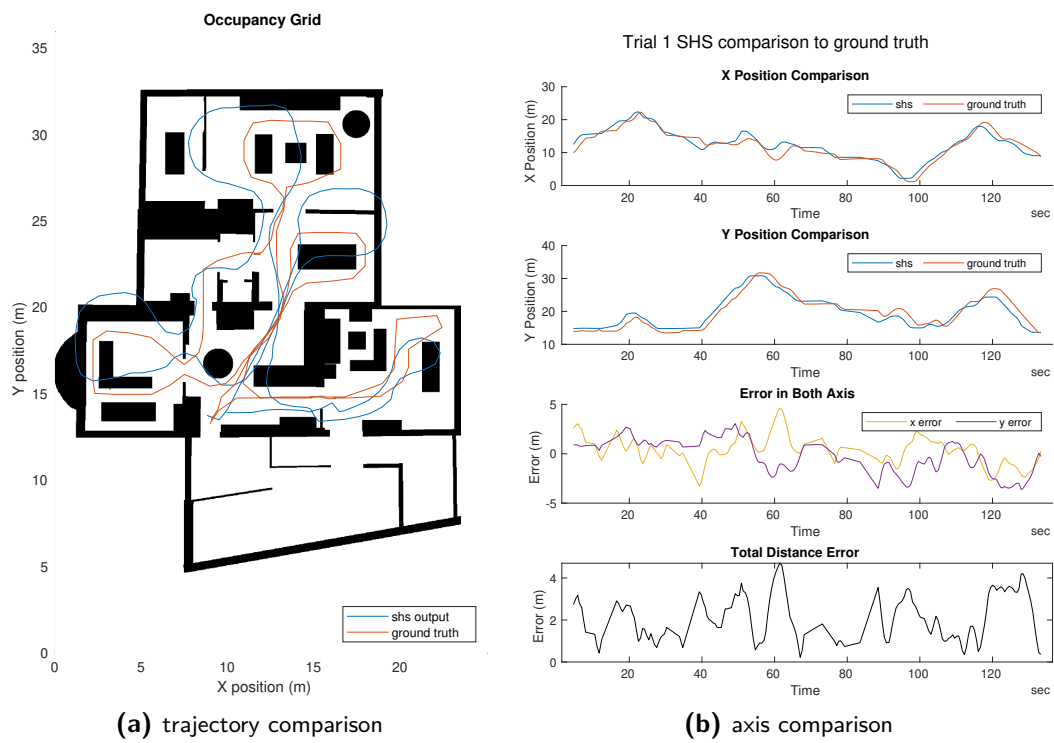 Occupancy Grid
35
30
25
20
15
10
5
0
Y position (m)
0 5 10 15 20
X position (m)
shs output
ground truth
(a) trajectory comparison
Trial 1 SHS comparison to ground truth
X Position Comparison
30
20
10
0
X Position (m)
shs ground truth
20 40 60 80 100 120
Time sec
Y Position Comparison
40
30
20
10
Y Position (m)
shs ground truth
20 40 60 80 100 120
Time sec
Error in Both Axis
5
0
-5
Error (m)
x error y error
20 40 60 80 100 120
Time sec
Total Distance Error
4
2
0
Error (m)
20 40 60 80 100 120
Time sec
(b) axis comparison